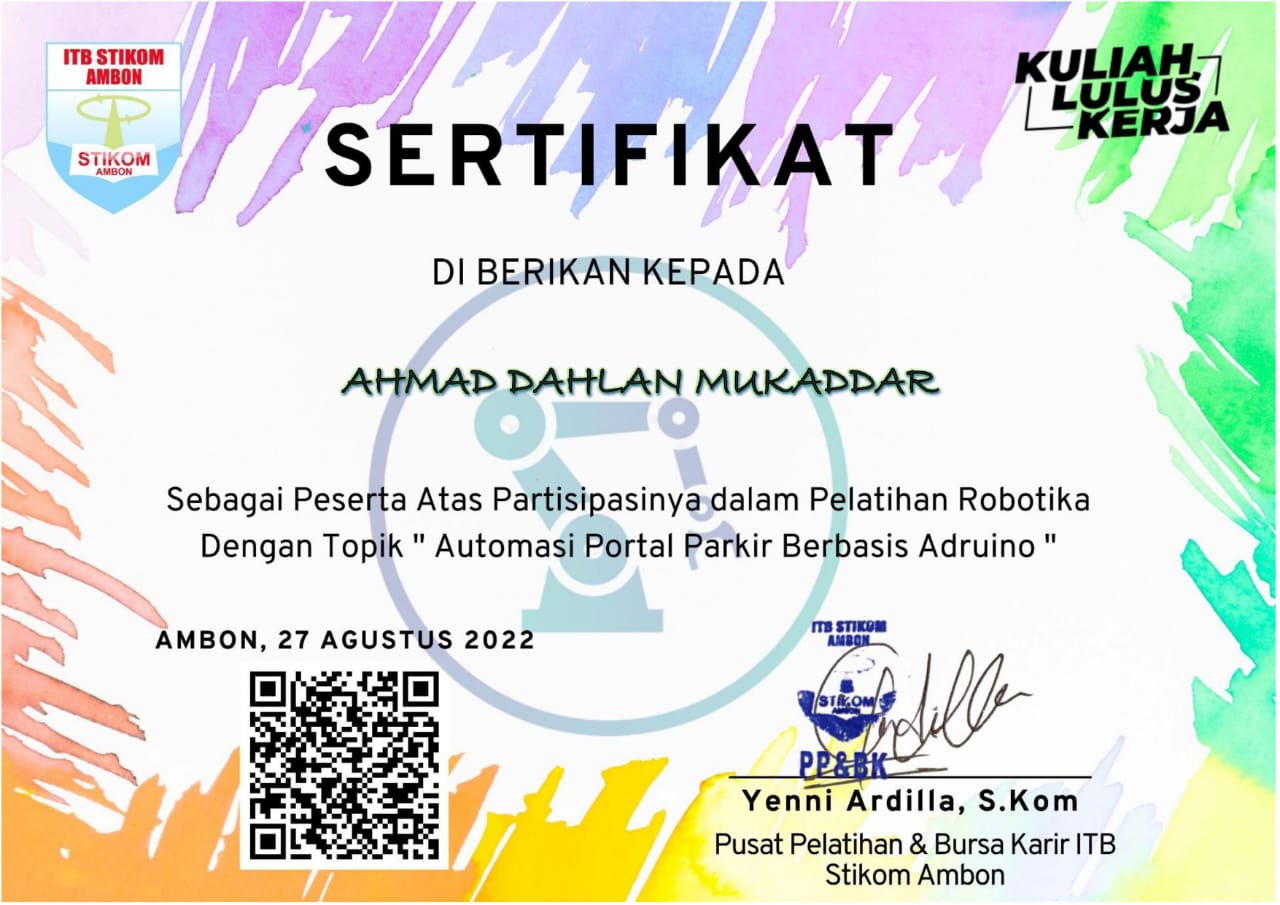 ITB STIKOM
AMBON
STIKOM
AMBON
KULIAH,
LULUS
KERJA
SERTIFIKAT
DI BERIKAN KEPADA
AHMAD DAHLAN MUKADDAR
Sebagai Peserta Atas Partisipasinya dalam Pelatihan Robotika
Dengan Topik " Automasi Portal Parkir Berbasis Adruino "
AMBON, 27 AGUSTUS 2022
ITB STIKOM
AMBON
STIKOM
AMBON
PP&BK
Yenni Ardilla, S.Kom
Pusat Pelatihan & Bursa Karir ITB
Stikom Ambon